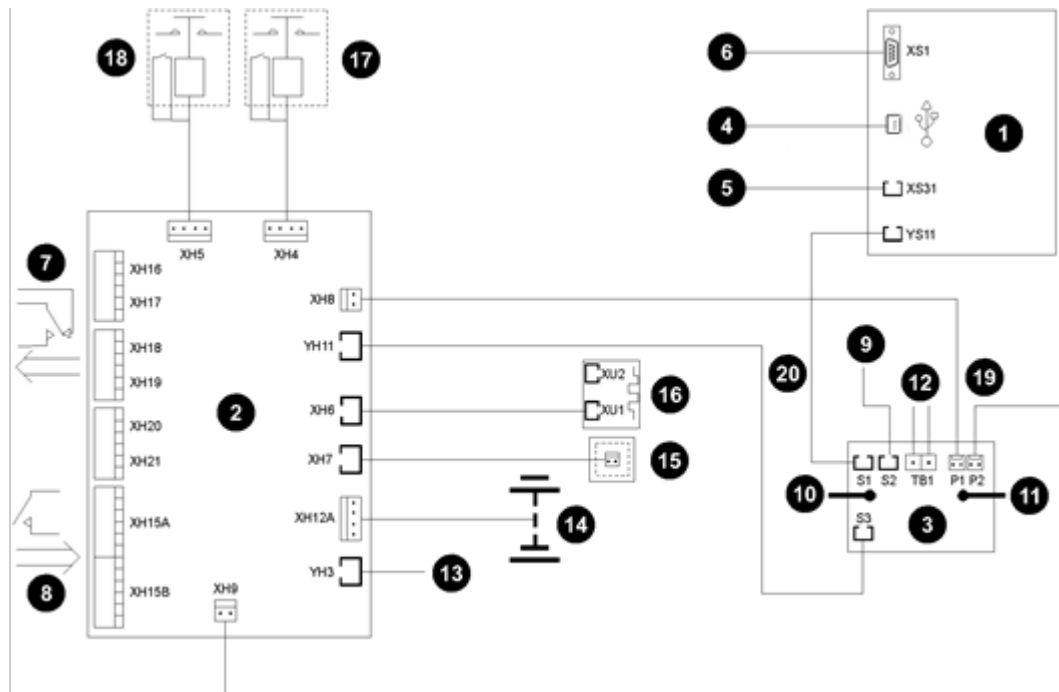 18
17
6
XS1
4
1
5
XS31
YS11
XH5
XH4
7
XH16
XH17
XH8
XH18
YH11
9
XH19
20
12
19
XU2
16
2
XH6
XU1
XH20
XH21
XH7
15
S1
S2
TB1
P1
P2
10
11
XH15A
XH12A
14
S3
3
YH3
13
8
XH15B
XH9